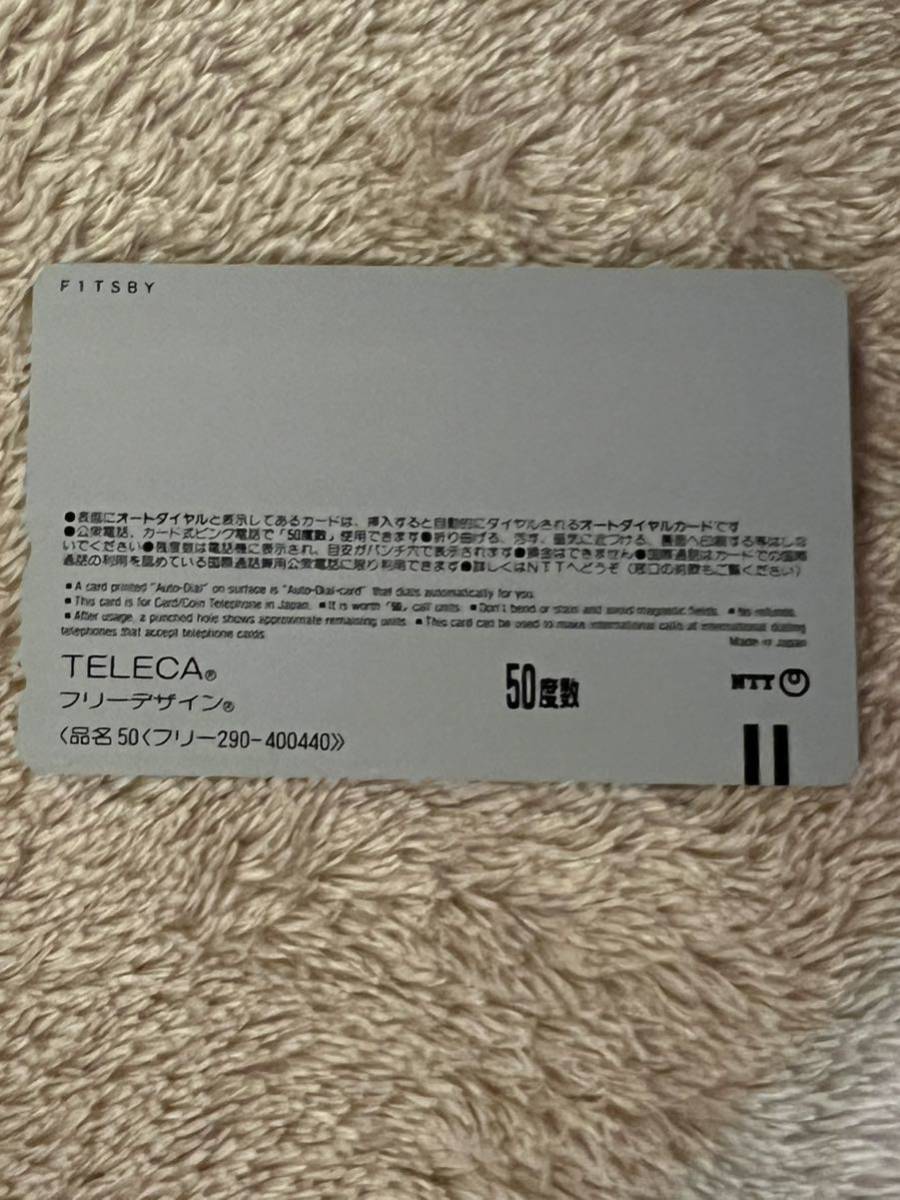 F1TSBY
●表面にオートダイヤルと表示してあるカードは、挿入すると自動的にダイヤルされるオートダイヤルカードです
●公衆電話、カード式ピンク電話で「50度数」使用できます●折り曲げる、汚す、磁気に近づける、裏面へ印刷する等はしな
いでください●残度数は電話機に表示され、目安がパンチ穴で表示されます●換金はできません●国際通話はカードでの国際
通話の利用を認めている国際通話兼用公衆電話に限り利用できます●詳しくはNTTへどうぞ（窓口の約款もご覧ください）
■A card printed "Auto-Dial" on surface is "Auto-Dial-card" that dials automatically for you.
■This card is for Card/Coin Telephone in Japan. ■It is worth "50" call units. ■Don't bend or stain and avoid magnetic fields. ■No refunds.
■After usage, a punched hole shows approximate remaining units. ■This card can be used to make international calls at international dialing
telephones that accept telephone cards.
Made in Japan
TELECA®
フリーデザイン®
50度数
NTT
〈品名50〈フリー290-400440》